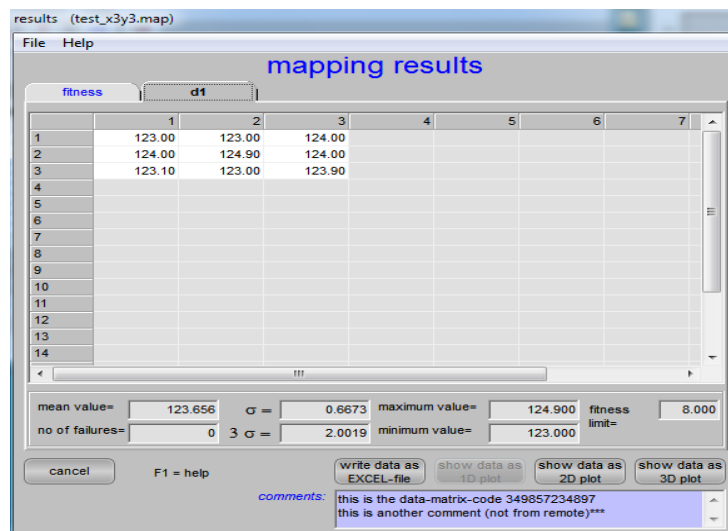 results (test_x3y3.map)
File Help
mapping results
fitness d1
1 2 3 4 5 6 7
1 123.00 123.00 124.00
2 124.00 124.90 124.00
3 123.10 123.00 123.90
4
5
6
7
8
9
10
11
12
13
14
mean value= 123.656 σ = 0.6673 maximum value= 124.900 fitness limit= 8.000
no of failures= 0 3 σ = 2.0019 minimum value= 123.000
cancel F1 = help write data as EXCEL-file show data as 1D plot show data as 2D plot show data as 3D plot
comments: this is the data-matrix-code 349857234897
this is another comment (not from remote)***